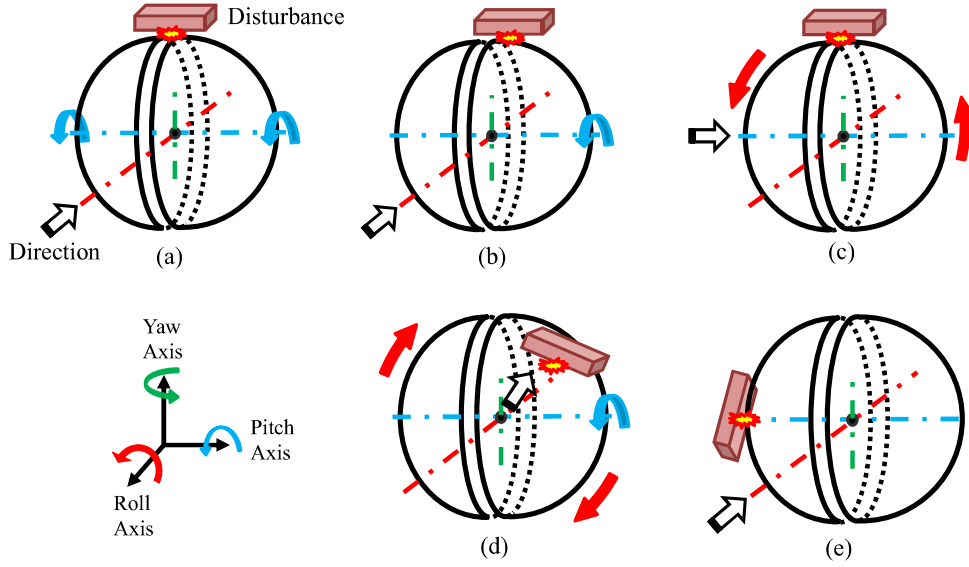 Disturbance
Direction
(a)
(b)
(c)
Yaw
Axis
Pitch
Axis
Roll
Axis
(d)
(e)